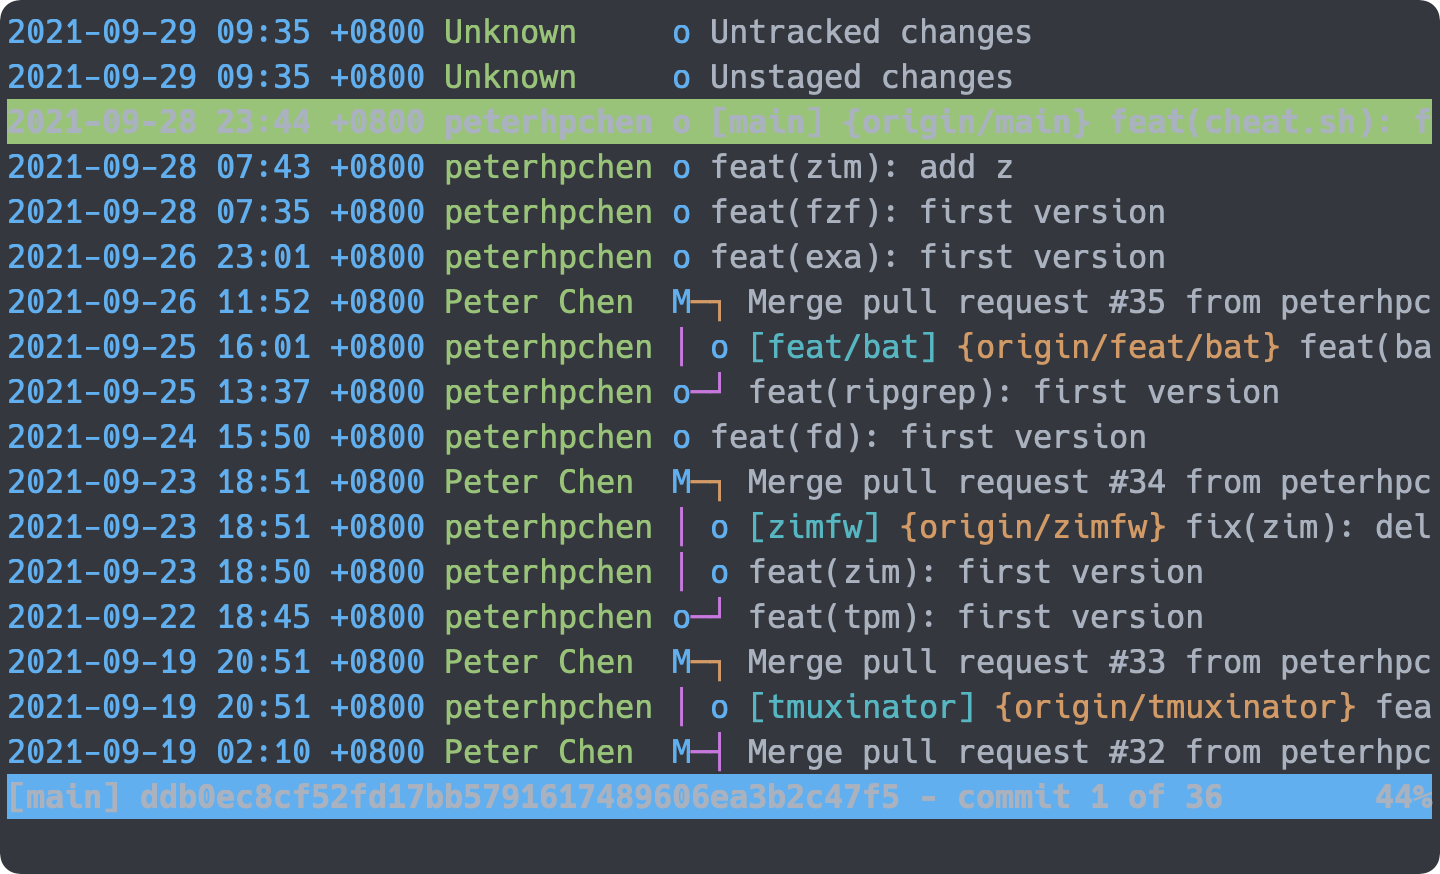 2021-09-29 09:35 +0800 Unknown     o Untracked changes
2021-09-29 09:35 +0800 Unknown     o Unstaged changes
2021-09-28 23:44 +0800 peterhpchen o [main] {origin/main} feat(cheat.sh): f
2021-09-28 07:43 +0800 peterhpchen o feat(zim): add z
2021-09-28 07:35 +0800 peterhpchen o feat(fzf): first version
2021-09-26 23:01 +0800 peterhpchen o feat(exa): first version
2021-09-26 11:52 +0800 Peter Chen  M─┐ Merge pull request #35 from peterhpc
2021-09-25 16:01 +0800 peterhpchen │ o [feat/bat] {origin/feat/bat} feat(ba
2021-09-25 13:37 +0800 peterhpchen o─┘ feat(ripgrep): first version
2021-09-24 15:50 +0800 peterhpchen o feat(fd): first version
2021-09-23 18:51 +0800 Peter Chen  M─┐ Merge pull request #34 from peterhpc
2021-09-23 18:51 +0800 peterhpchen │ o [zimfw] {origin/zimfw} fix(zim): del
2021-09-23 18:50 +0800 peterhpchen │ o feat(zim): first version
2021-09-22 18:45 +0800 peterhpchen o─┘ feat(tpm): first version
2021-09-19 20:51 +0800 Peter Chen  M─┐ Merge pull request #33 from peterhpc
2021-09-19 20:51 +0800 peterhpchen │ o [tmuxinator] {origin/tmuxinator} fea
2021-09-19 02:10 +0800 Peter Chen  M─┤ Merge pull request #32 from peterhpc
[main] ddb0ec8cf52fd17bb5791617489606ea3b2c47f5 - commit 1 of 36        44%